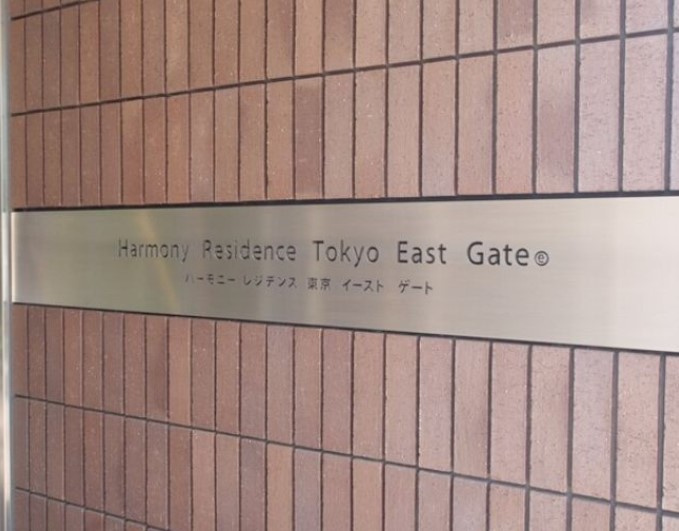 Harmony Residence Tokyo East Gate ⓔ
ハーモニー レジデンス 東京 イースト ゲート